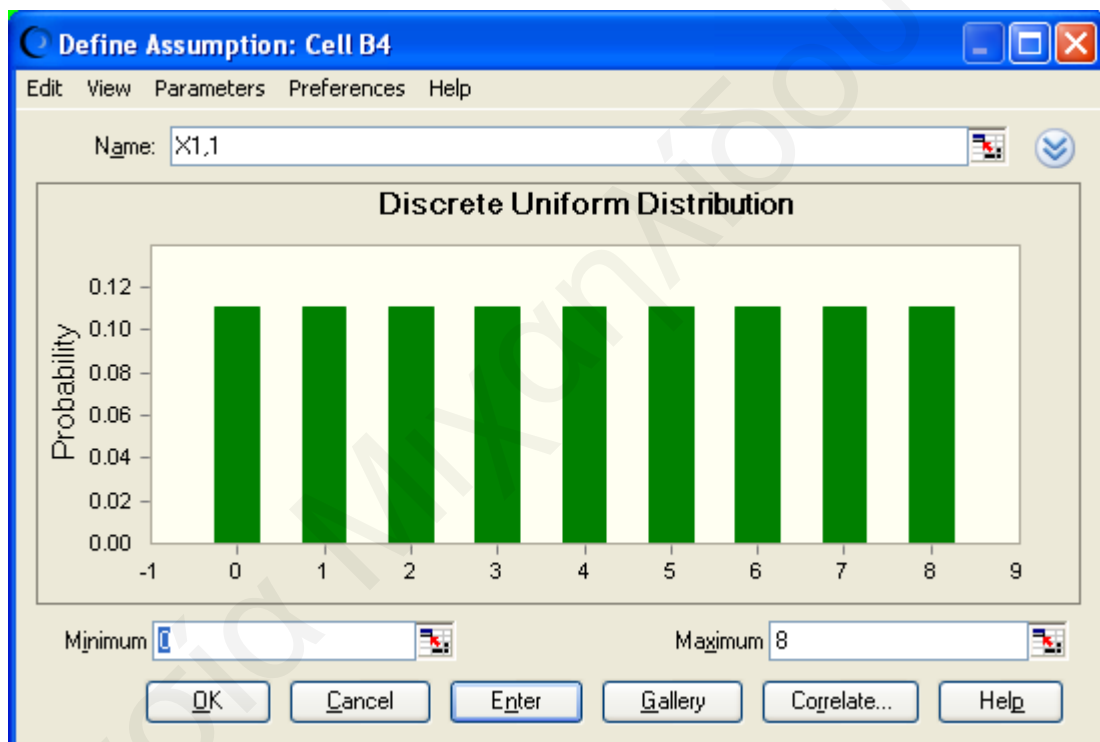 Define Assumption: Cell B4
Edit View Parameters Preferences Help
Name: X1,1
Discrete Uniform Distribution
Probability
0.12
0.10
0.08
0.06
0.04
0.02
0.00
-1 0 1 2 3 4 5 6 7 8 9
Minimum 0 Maximum 8
OK Cancel Enter Gallery Correlate... Help
Μιχαηλίδου